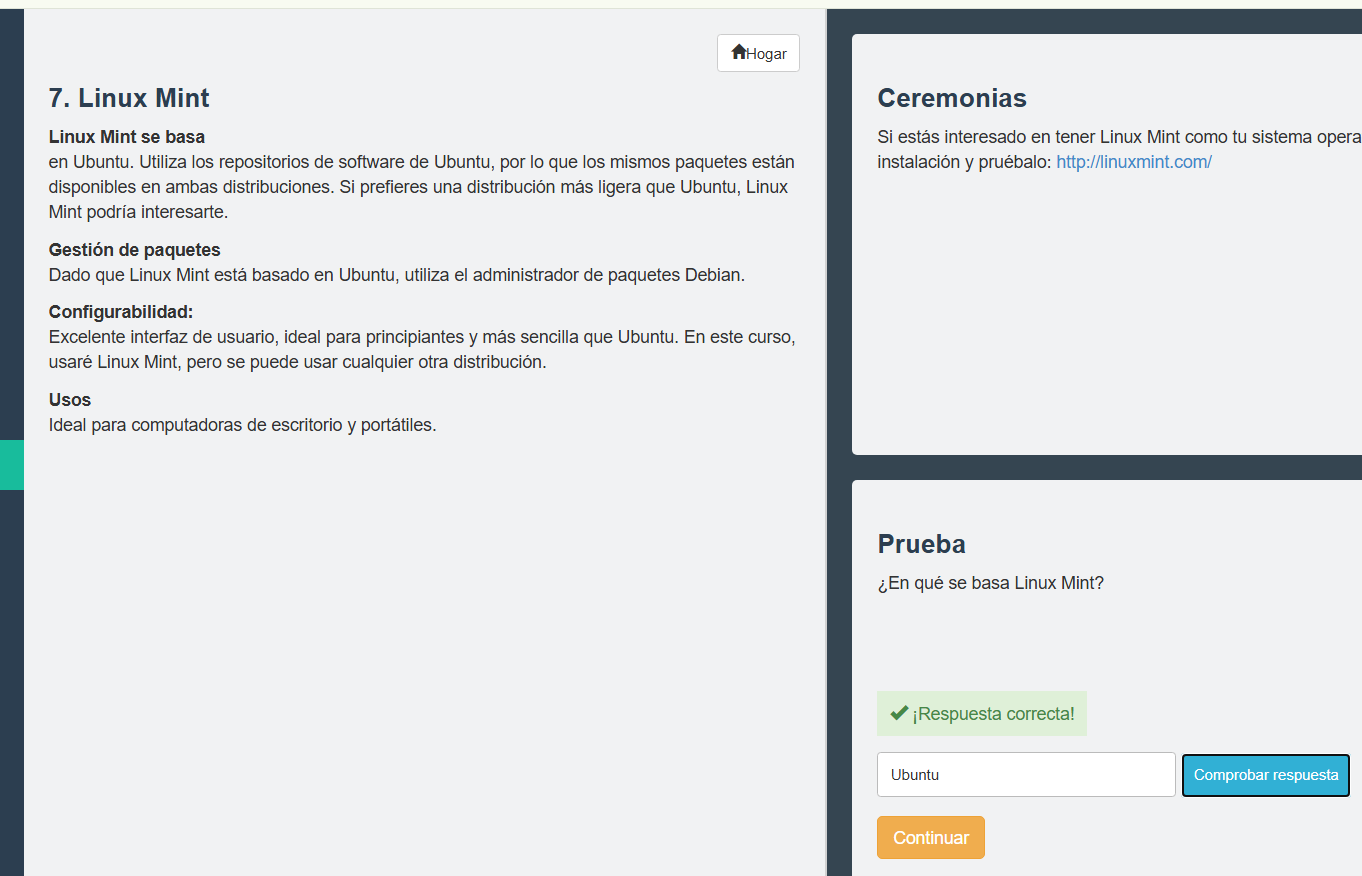 Hogar
7. Linux Mint
Linux Mint se basa
en Ubuntu. Utiliza los repositorios de software de Ubuntu, por lo que los mismos paquetes están
disponibles en ambas distribuciones. Si prefieres una distribución más ligera que Ubuntu, Linux
Mint podría interesarte.
Gestión de paquetes
Dado que Linux Mint está basado en Ubuntu, utiliza el administrador de paquetes Debian.
Configurabilidad:
Excelente interfaz de usuario, ideal para principiantes y más sencilla que Ubuntu. En este curso,
usaré Linux Mint, pero se puede usar cualquier otra distribución.
Usos
Ideal para computadoras de escritorio y portátiles.
Ceremonias
Si estás interesado en tener Linux Mint como tu sistema opera
instalación y pruébalo: http://linuxmint.com/
Prueba
¿En qué se basa Linux Mint?
¡Respuesta correcta!
Ubuntu
Comprobar respuesta
Continuar